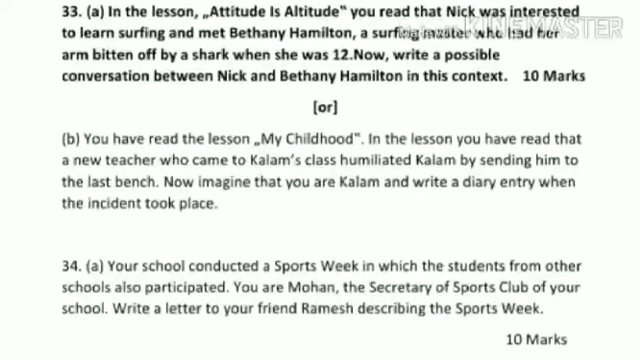 33. (a) In the lesson, „Attitude Is Altitude‟ you read that Nick was interested
to learn surfing and met Bethany Hamilton, a surfing master who had her
arm bitten off by a shark when she was 12.Now, write a possible
conversation between Nick and Bethany Hamilton in this context. 10 Marks
[or]
(b) You have read the lesson „My Childhood‟. In the lesson you have read that
a new teacher who came to Kalam's class humiliated Kalam by sending him to
the last bench. Now imagine that you are Kalam and write a diary entry when
the incident took place.
34. (a) Your school conducted a Sports Week in which the students from other
schools also participated. You are Mohan, the Secretary of Sports Club of your
school. Write a letter to your friend Ramesh describing the Sports Week.
10 Marks
KINEMASTER